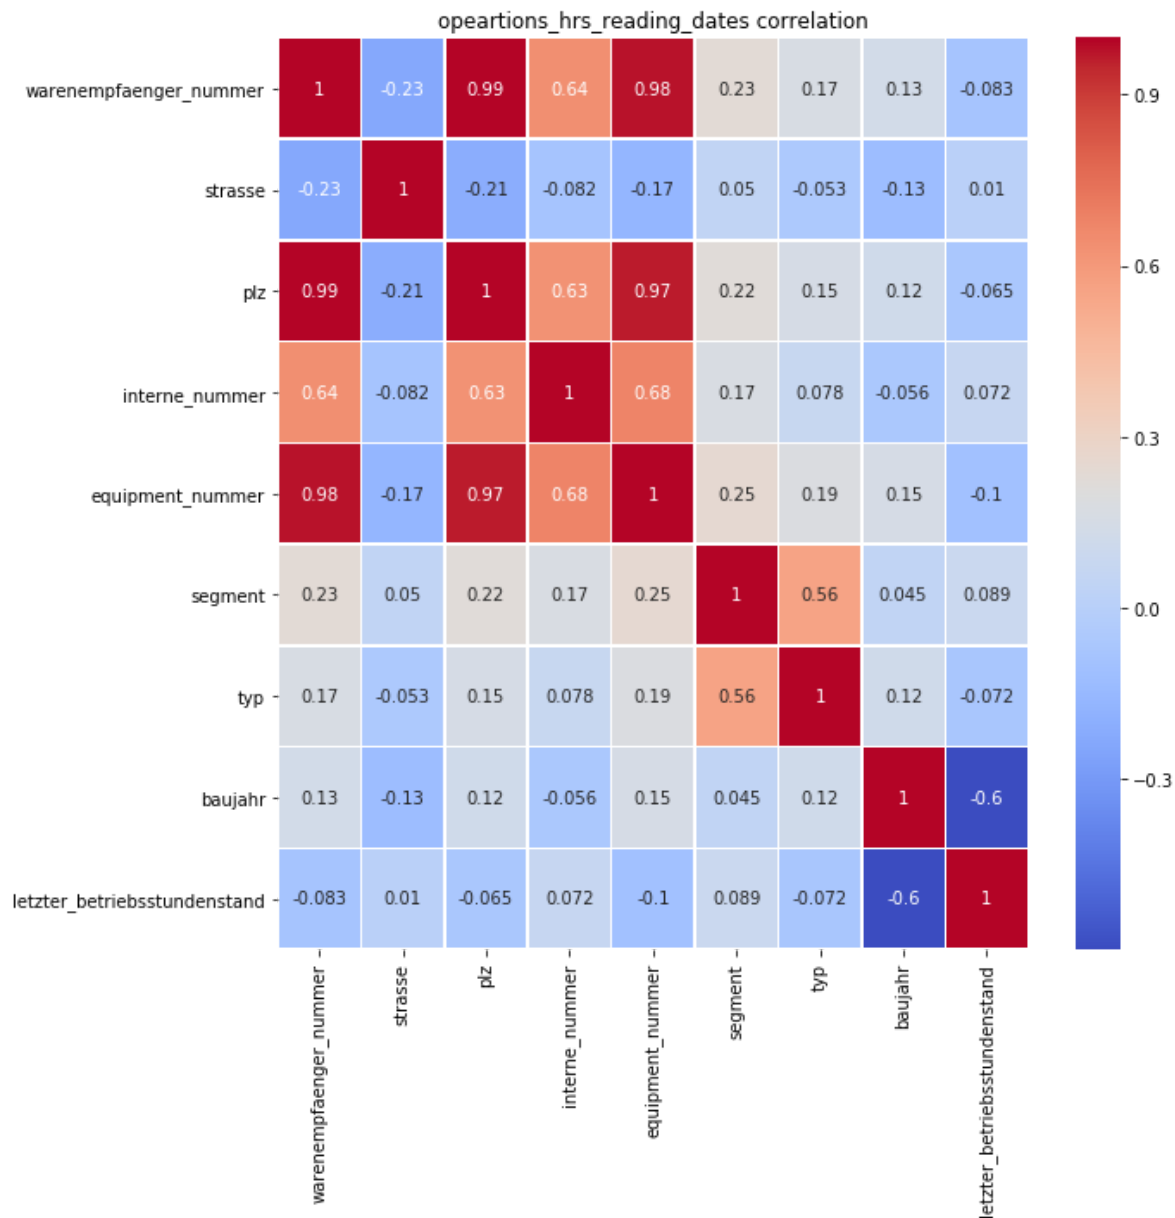 opeartions_hrs_reading_dates correlation
warenempfaenger_nummer 1 -0.23 0.99 0.64 0.98 0.23 0.17 0.13 -0.083
strasse -0.23 1 -0.21 -0.082 -0.17 0.05 -0.053 -0.13 0.01
plz 0.99 -0.21 1 0.63 0.97 0.22 0.15 0.12 -0.065
interne_nummer 0.64 -0.082 0.63 1 0.68 0.17 0.078 -0.056 0.072
equipment_nummer 0.98 -0.17 0.97 0.68 1 0.25 0.19 0.15 -0.1
segment 0.23 0.05 0.22 0.17 0.25 1 0.56 0.045 0.089
typ 0.17 -0.053 0.15 0.078 0.19 0.56 1 0.12 -0.072
baujahr 0.13 -0.13 0.12 -0.056 0.15 0.045 0.12 1 -0.6
letzter_betriebsstundenstand -0.083 0.01 -0.065 0.072 -0.1 0.089 -0.072 -0.6 1
warenempfaenger_nummer
strasse
plz
interne_nummer
equipment_nummer
segment
typ
baujahr
letzter_betriebsstundenstand
0.9
0.6
0.3
0.0
−0.3